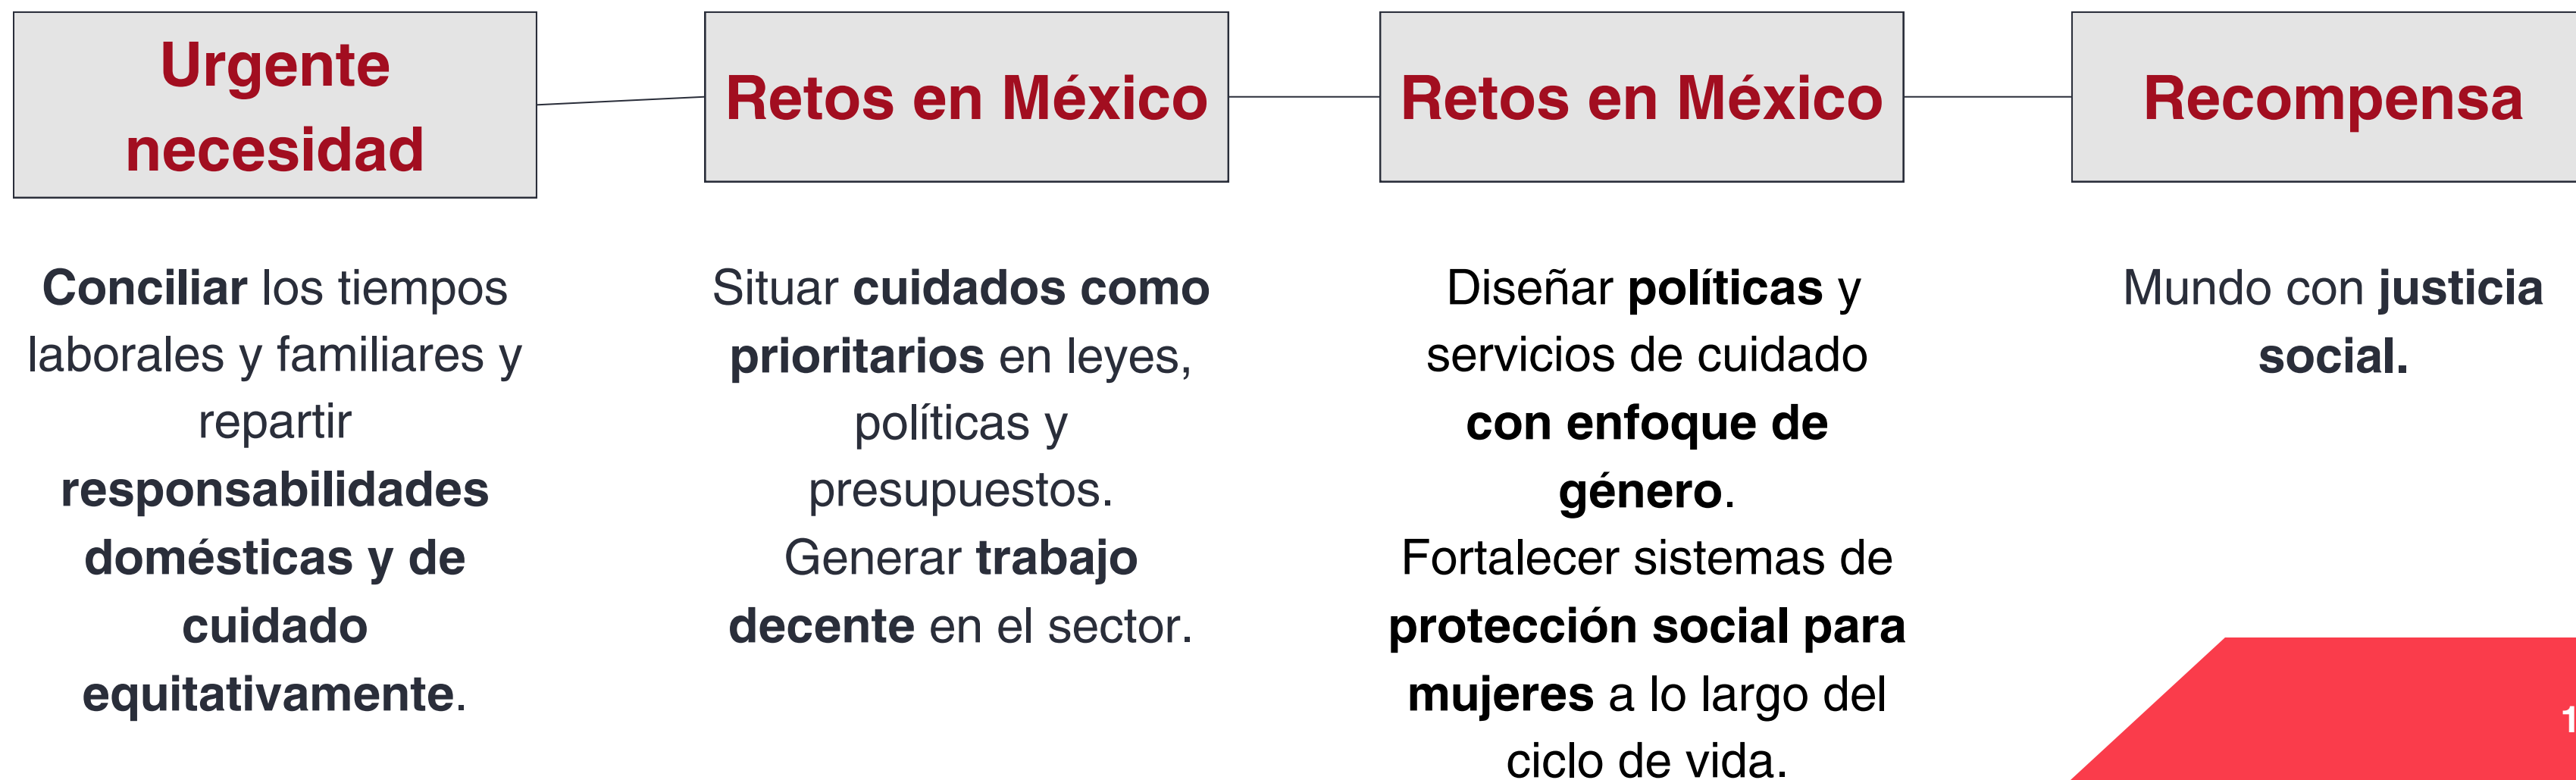 Urgente
necesidad
Conciliar los tiempos
laborales y familiares y
repartir
responsabilidades
domésticas y de
cuidado
equitativamente.
Retos en México
Situar cuidados como
prioritarios en leyes,
políticas y
presupuestos.
Generar trabajo
decente en el sector.
Retos en México
Diseñar políticas y
servicios de cuidado
con enfoque de
género.
Fortalecer sistemas de
protección social para
mujeres a lo largo del
ciclo de vida.
Recompensa
Mundo con justicia
social.